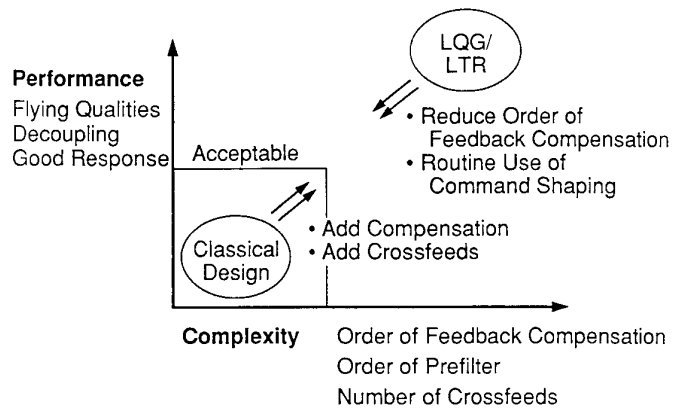 LQG/
LTR
Performance
Flying Qualities
Decoupling
Good Response
Acceptable
• Reduce Order of
Feedback Compensation
• Routine Use of
Command Shaping
Classical
Design
• Add Compensation
• Add Crossfeeds
Complexity
Order of Feedback Compensation
Order of Prefilter
Number of Crossfeeds